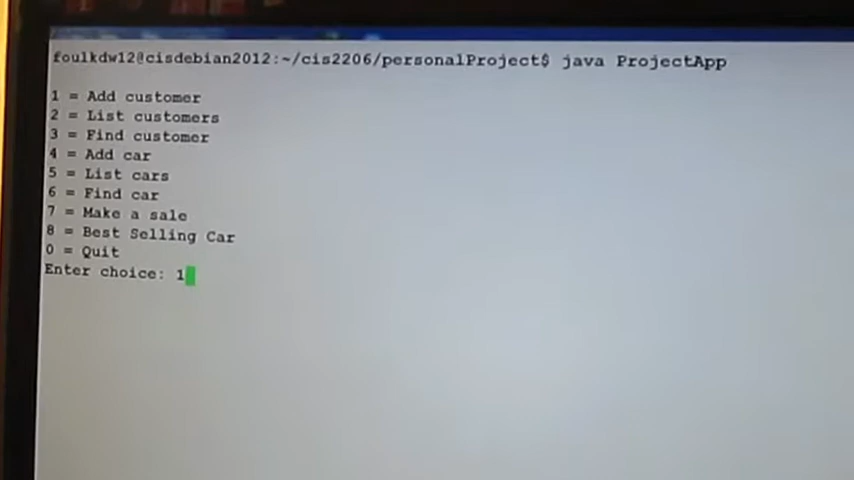 foulkdw12@cisdebian2012:~/cis2206/personalProject$ java ProjectApp
1 = Add customer
2 = List customers
3 = Find customer
4 = Add car
5 = List cars
6 = Find car
7 = Make a sale
8 = Best Selling Car
0 = Quit
Enter choice: 1